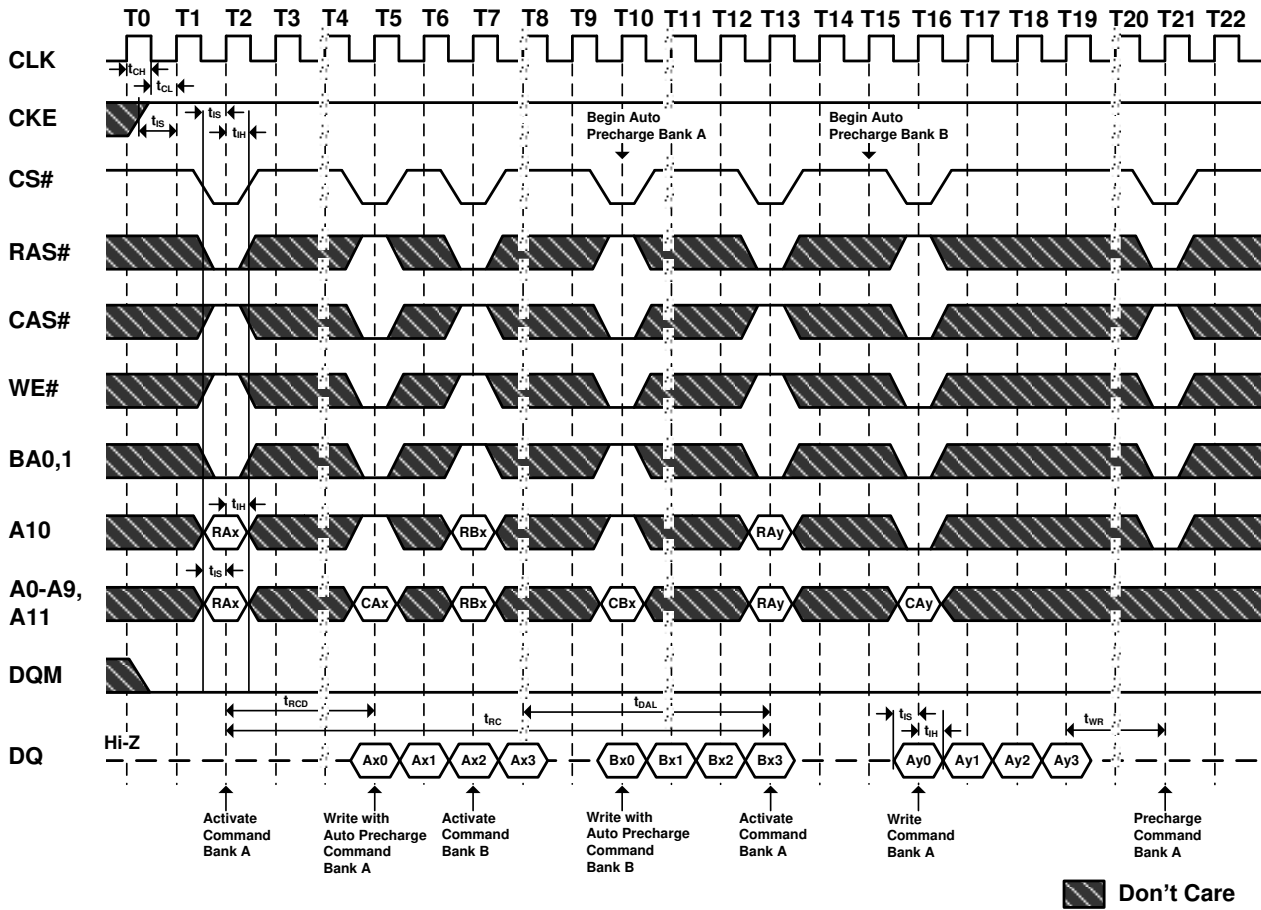 T0 T1 T2 T3 T4 T5 T6 T7 T8 T9 T10 T11 T12 T13 T14 T15 T16 T17 T18 T19 T20 T21 T22
CLK
tCH
tCL
CKE
tIS
tIS
tIH
Begin Auto
Precharge Bank A
Begin Auto
Precharge Bank B
CS#
RAS#
CAS#
WE#
BA0,1
tIH
A10
RAx RBx RAy
tIS
A0-A9,
A11
RAx CAx RBx CBx RAy CAy
DQM
tRCD
tDAL
tRC
tIS
tIH
tWR
Hi-Z
DQ
Ax0 Ax1 Ax2 Ax3 Bx0 Bx1 Bx2 Bx3 Ay0 Ay1 Ay2 Ay3
Activate
Command
Bank A
Write with
Auto Precharge
Command
Bank A
Activate
Command
Bank B
Write with
Auto Precharge
Command
Bank B
Activate
Command
Bank A
Write
Command
Bank A
Precharge
Command
Bank A
Don't Care